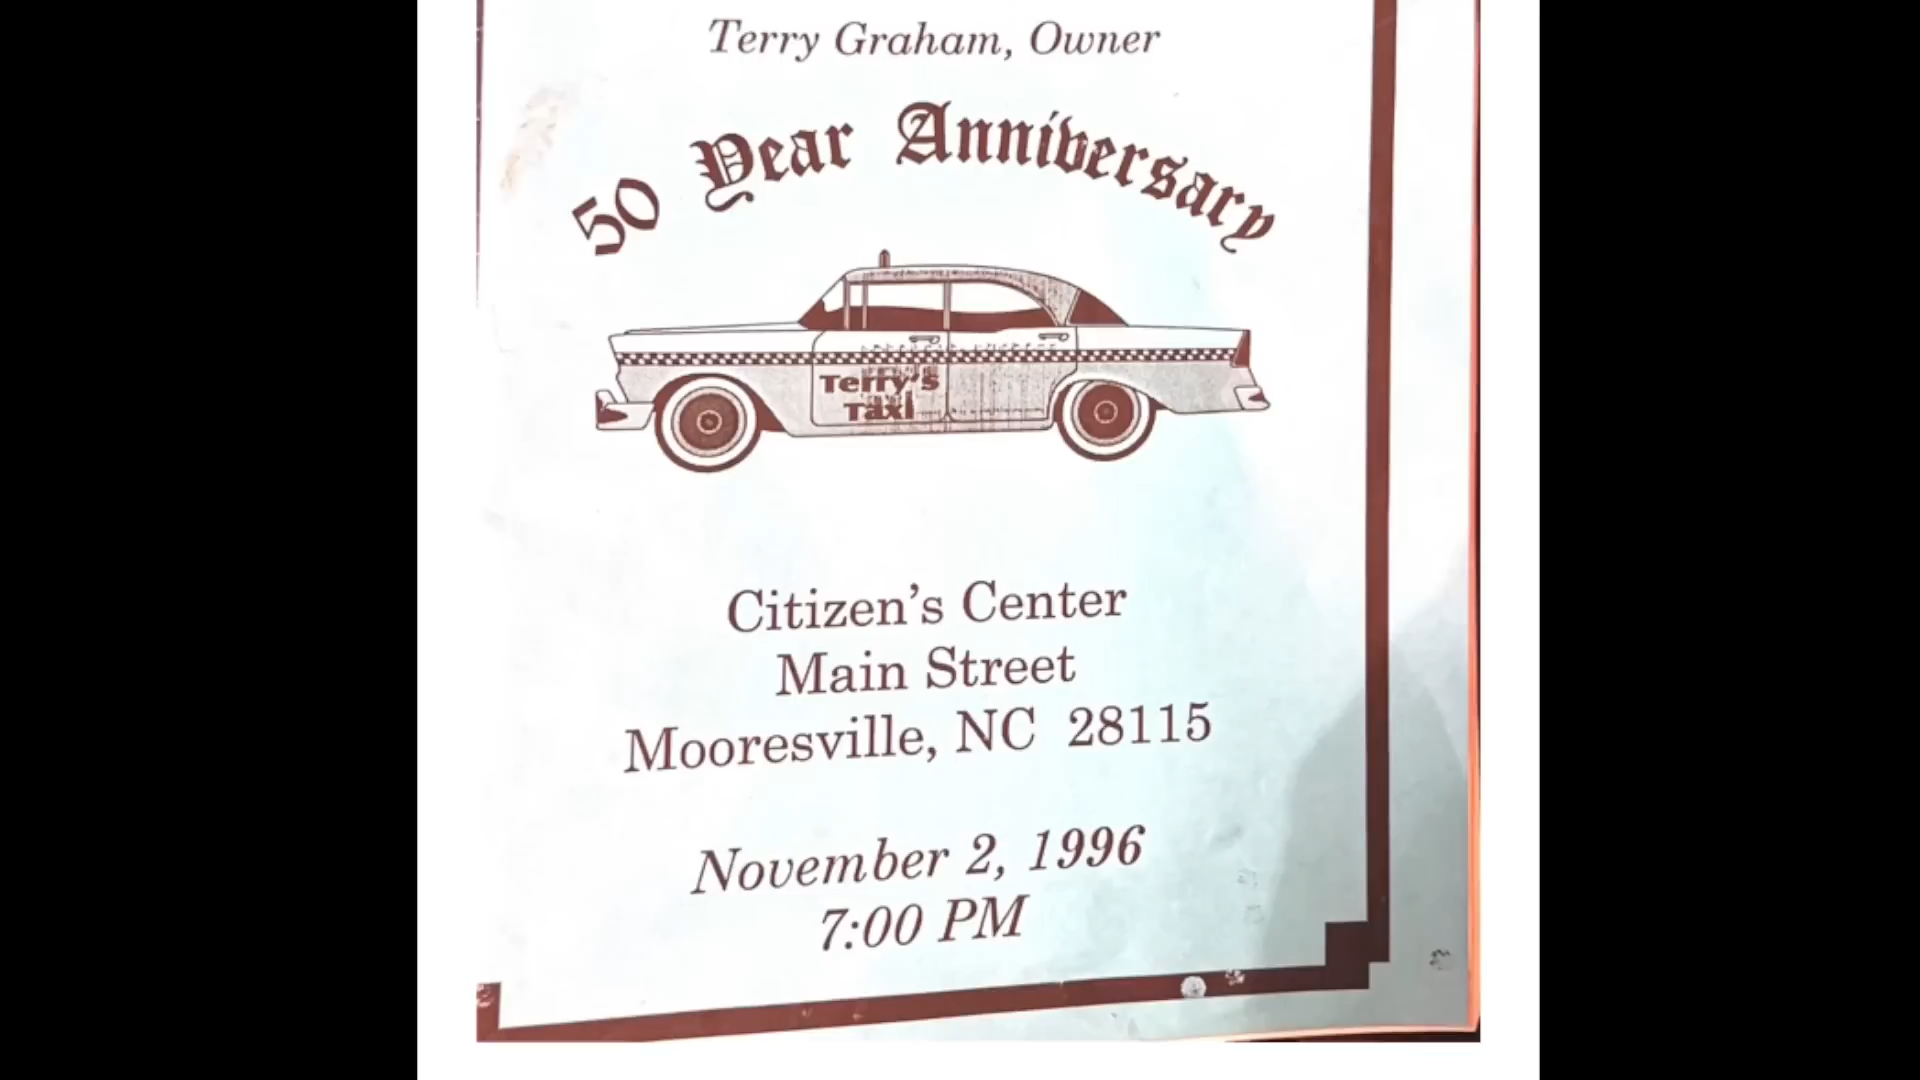 Terry Graham, Owner
50 Year Anniversary
Terry's
Taxi
Citizen's Center
Main Street
Mooresville, NC 28115
November 2, 1996
7:00 PM